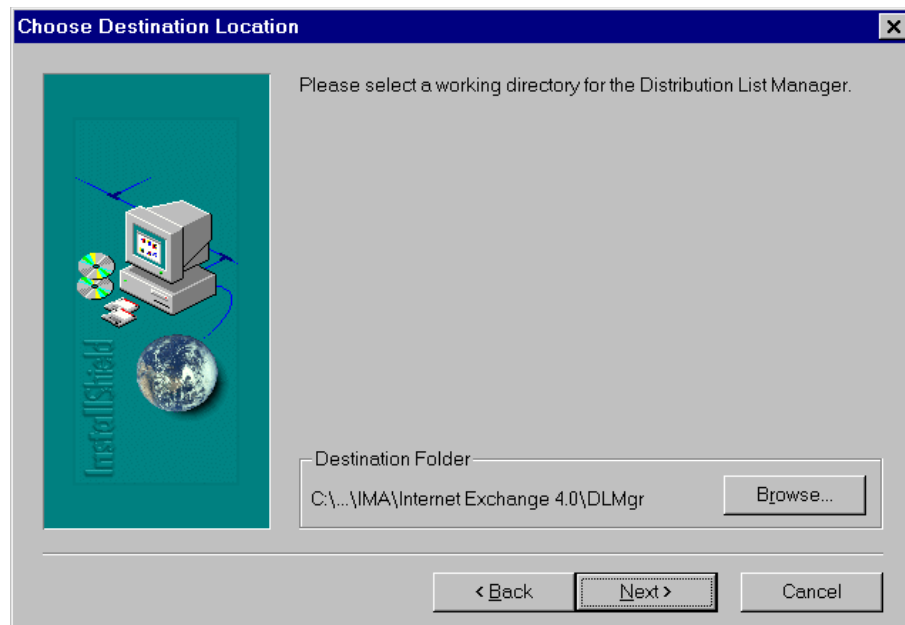 Choose Destination Location
Please select a working directory for the Distribution List Manager.
InstallShield
Destination Folder
C:\...\IMA\Internet Exchange 4.0\DLMgr
Browse...
< Back
Next >
Cancel